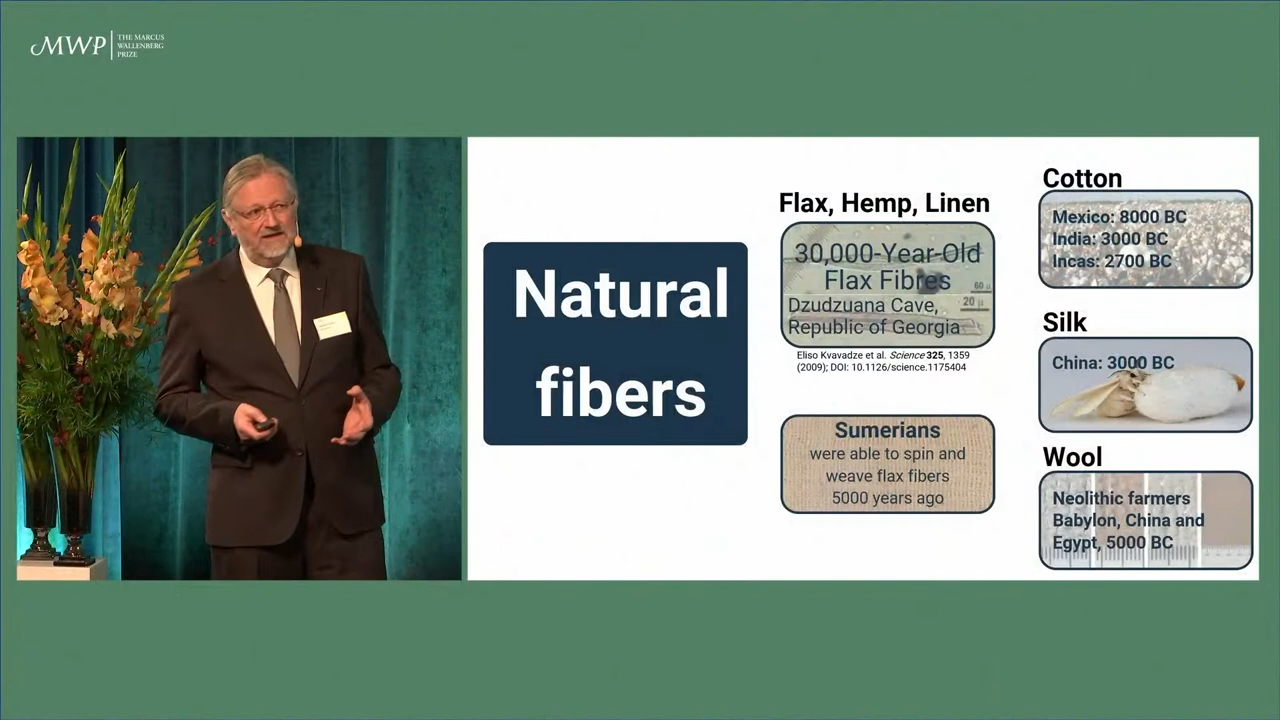 MWP
THE MARCUS
WALLENBERG
PRIZE
Natural
fibers
Flax, Hemp, Linen
30,000-Year-Old
Flax Fibres
60 µ
20 µ
Dzudzuana Cave,
Republic of Georgia
Eliso Kvavadze et al. Science 325, 1359
(2009); DOI: 10.1126/science.1175404
Sumerians
were able to spin and
weave flax fibers
5000 years ago
Cotton
Mexico: 8000 BC
India: 3000 BC
Incas: 2700 BC
Silk
China: 3000 BC
Wool
Neolithic farmers
Babylon, China and
Egypt, 5000 BC